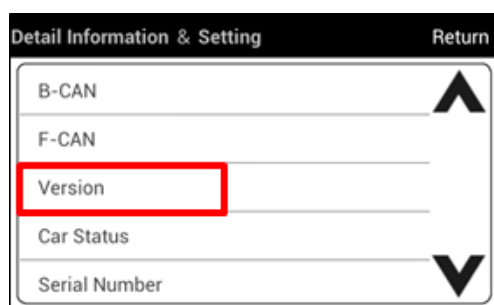 Detail Information & Setting Return
B-CAN
F-CAN
Version
Car Status
Serial Number